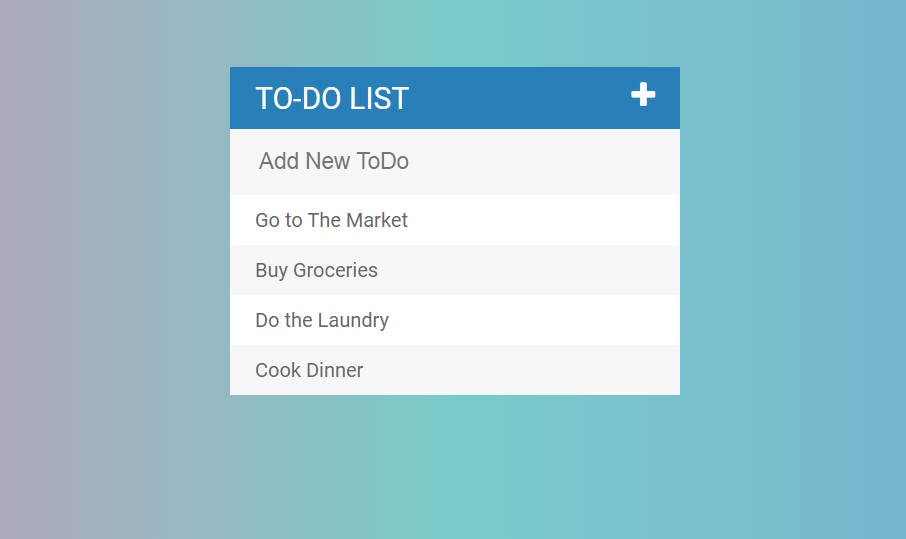 TO-DO LIST
Add New ToDo
Go to The Market
Buy Groceries
Do the Laundry
Cook Dinner